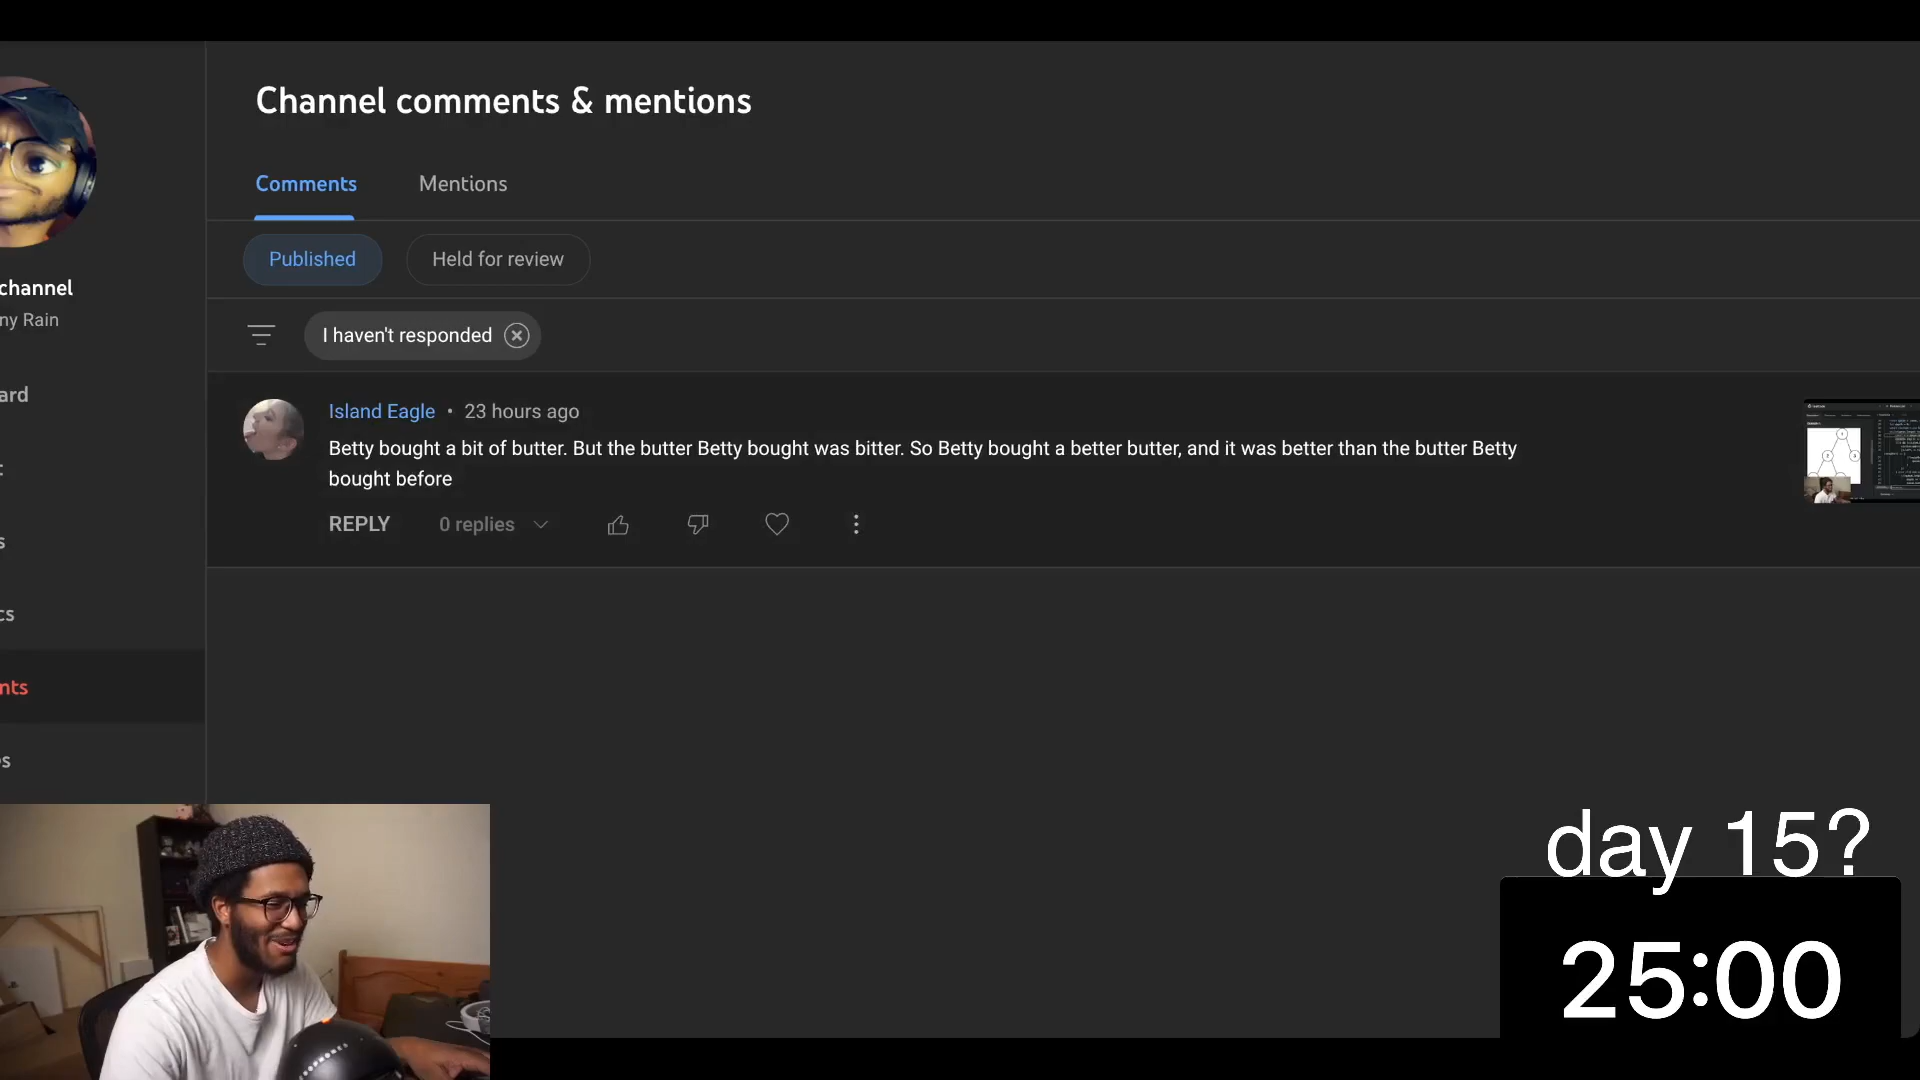 Channel comments & mentions
Comments
Mentions
Published
Held for review
channel
ny Rain
I haven't responded
ard
Island Eagle • 23 hours ago
Betty bought a bit of butter. But the butter Betty bought was bitter. So Betty bought a better butter, and it was better than the butter Betty
bought before
REPLY
0 replies
:
s
cs
nts
es
day 15?
25:00